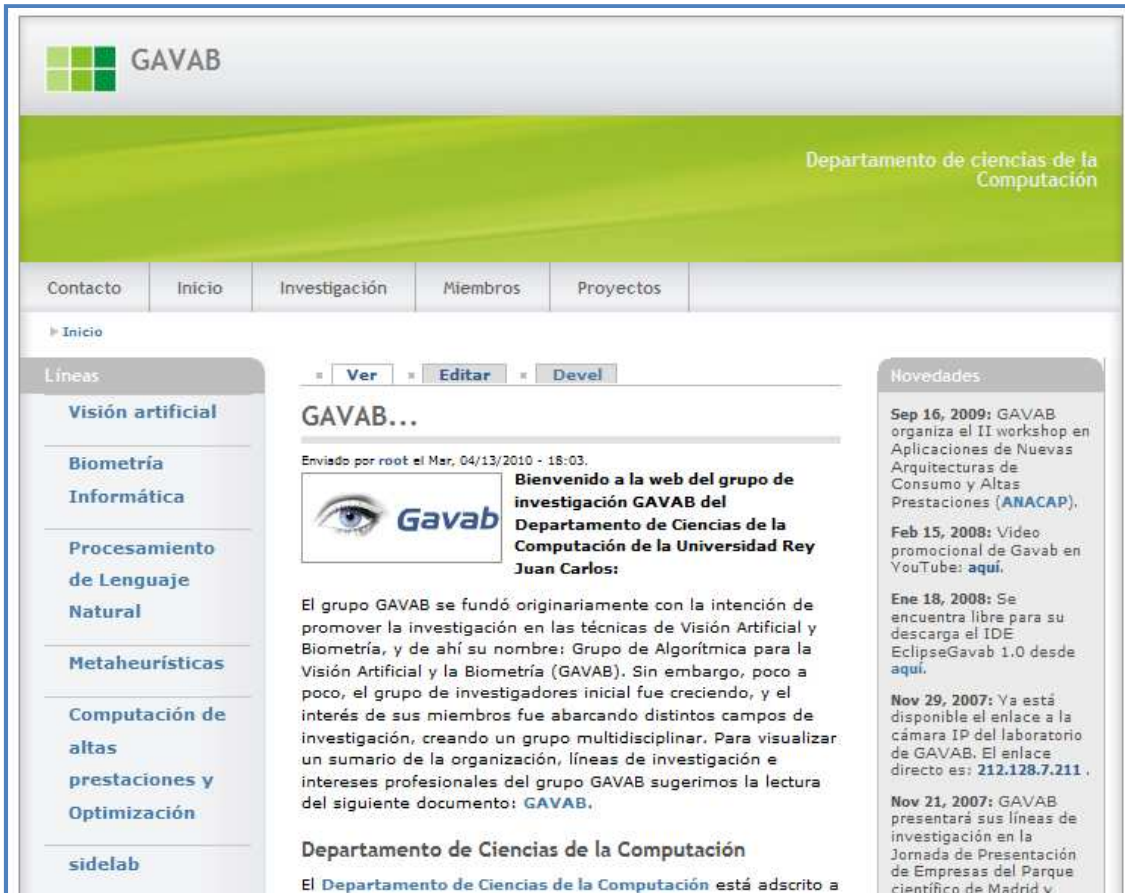 GAVAB
Departamento de ciencias de la
Computación
Contacto
Inicio
Investigación
Miembros
Proyectos
Inicio
Líneas
Visión artificial
Biometría
Informática
Procesamiento
de Lenguaje
Natural
Metaheurísticas
Computación de
altas
prestaciones y
Optimización
sidelab
Ver
Editar
Devel
GAVAB...
Enviado por root el Mar, 04/13/2010 - 18:03.
Gavab
Bienvenido a la web del grupo de
investigación GAVAB del
Departamento de Ciencias de la
Computación de la Universidad Rey
Juan Carlos:
El grupo GAVAB se fundó originariamente con la intención de
promover la investigación en las técnicas de Visión Artificial y
Biometría, y de ahí su nombre: Grupo de Algorítmica para la
Visión Artificial y la Biometría (GAVAB). Sin embargo, poco a
poco, el grupo de investigadores inicial fue creciendo, y el
interés de sus miembros fue abarcando distintos campos de
investigación, creando un grupo multidisciplinar. Para visualizar
un sumario de la organización, líneas de investigación e
intereses profesionales del grupo GAVAB sugerimos la lectura
del siguiente documento: GAVAB.
Departamento de Ciencias de la Computación
El Departamento de Ciencias de la Computación está adscrito a
Novedades
Sep 16, 2009: GAVAB
organiza el II workshop en
Aplicaciones de Nuevas
Arquitecturas de
Consumo y Altas
Prestaciones (ANACAP).
Feb 15, 2008: Video
promocional de Gavab en
YouTube: aquí.
Ene 18, 2008: Se
encuentra libre para su
descarga el IDE
EclipseGavab 1.0 desde
aquí.
Nov 29, 2007: Ya está
disponible el enlace a la
cámara IP del laboratorio
de GAVAB. El enlace
directo es: 212.128.7.211 .
Nov 21, 2007: GAVAB
presentará sus líneas de
investigación en la
Jornada de Presentación
de Empresas del Parque
científico de Madrid y